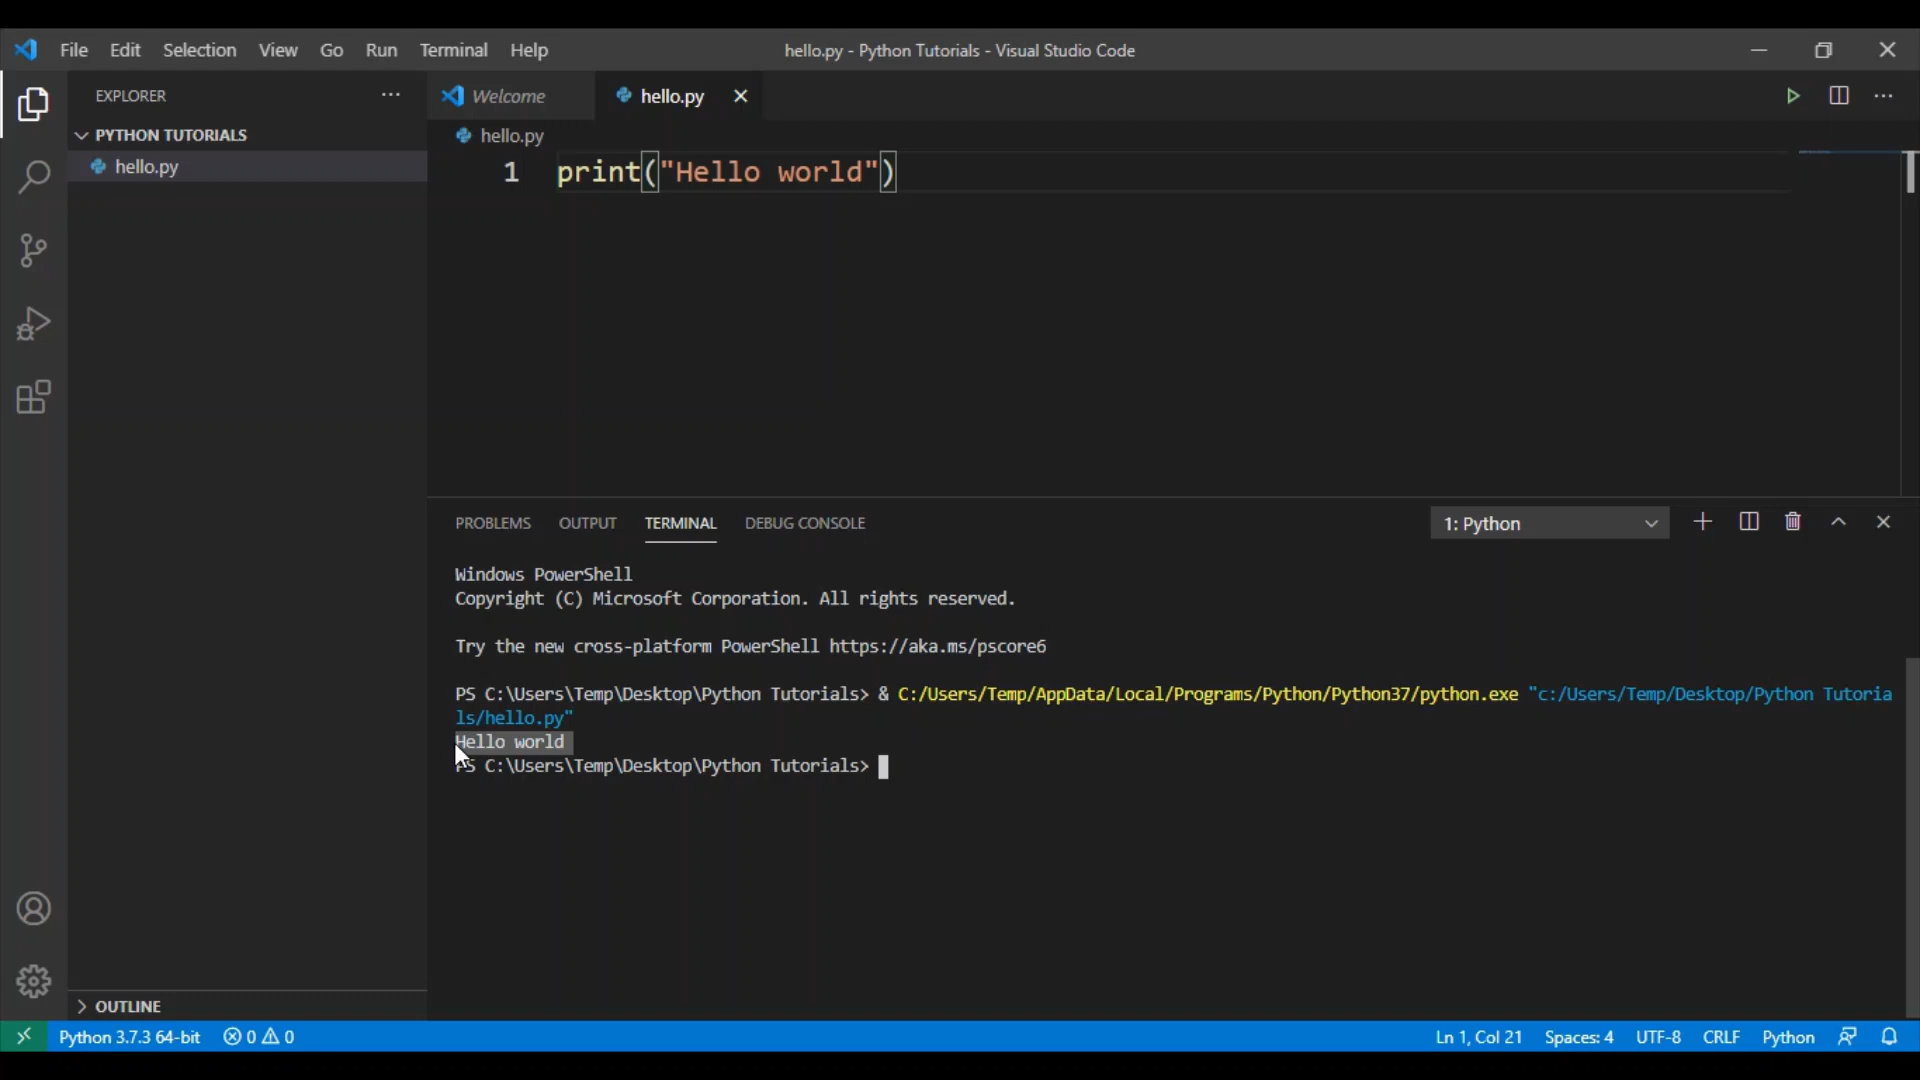 File Edit Selection View Go Run Terminal Help
hello.py - Python Tutorials - Visual Studio Code
EXPLORER
PYTHON TUTORIALS
hello.py
OUTLINE
Welcome
hello.py
hello.py
1 print("Hello world")
PROBLEMS OUTPUT TERMINAL DEBUG CONSOLE
1: Python
Windows PowerShell
Copyright (C) Microsoft Corporation. All rights reserved.
Try the new cross-platform PowerShell https://aka.ms/pscore6
PS C:\Users\Temp\Desktop\Python Tutorials> & C:/Users/Temp/AppData/Local/Programs/Python/Python37/python.exe "c:/Users/Temp/Desktop/Python Tutoria
ls/hello.py"
Hello world
PS C:\Users\Temp\Desktop\Python Tutorials>
Python 3.7.3 64-bit 0 0
Ln 1, Col 21 Spaces: 4 UTF-8 CRLF Python